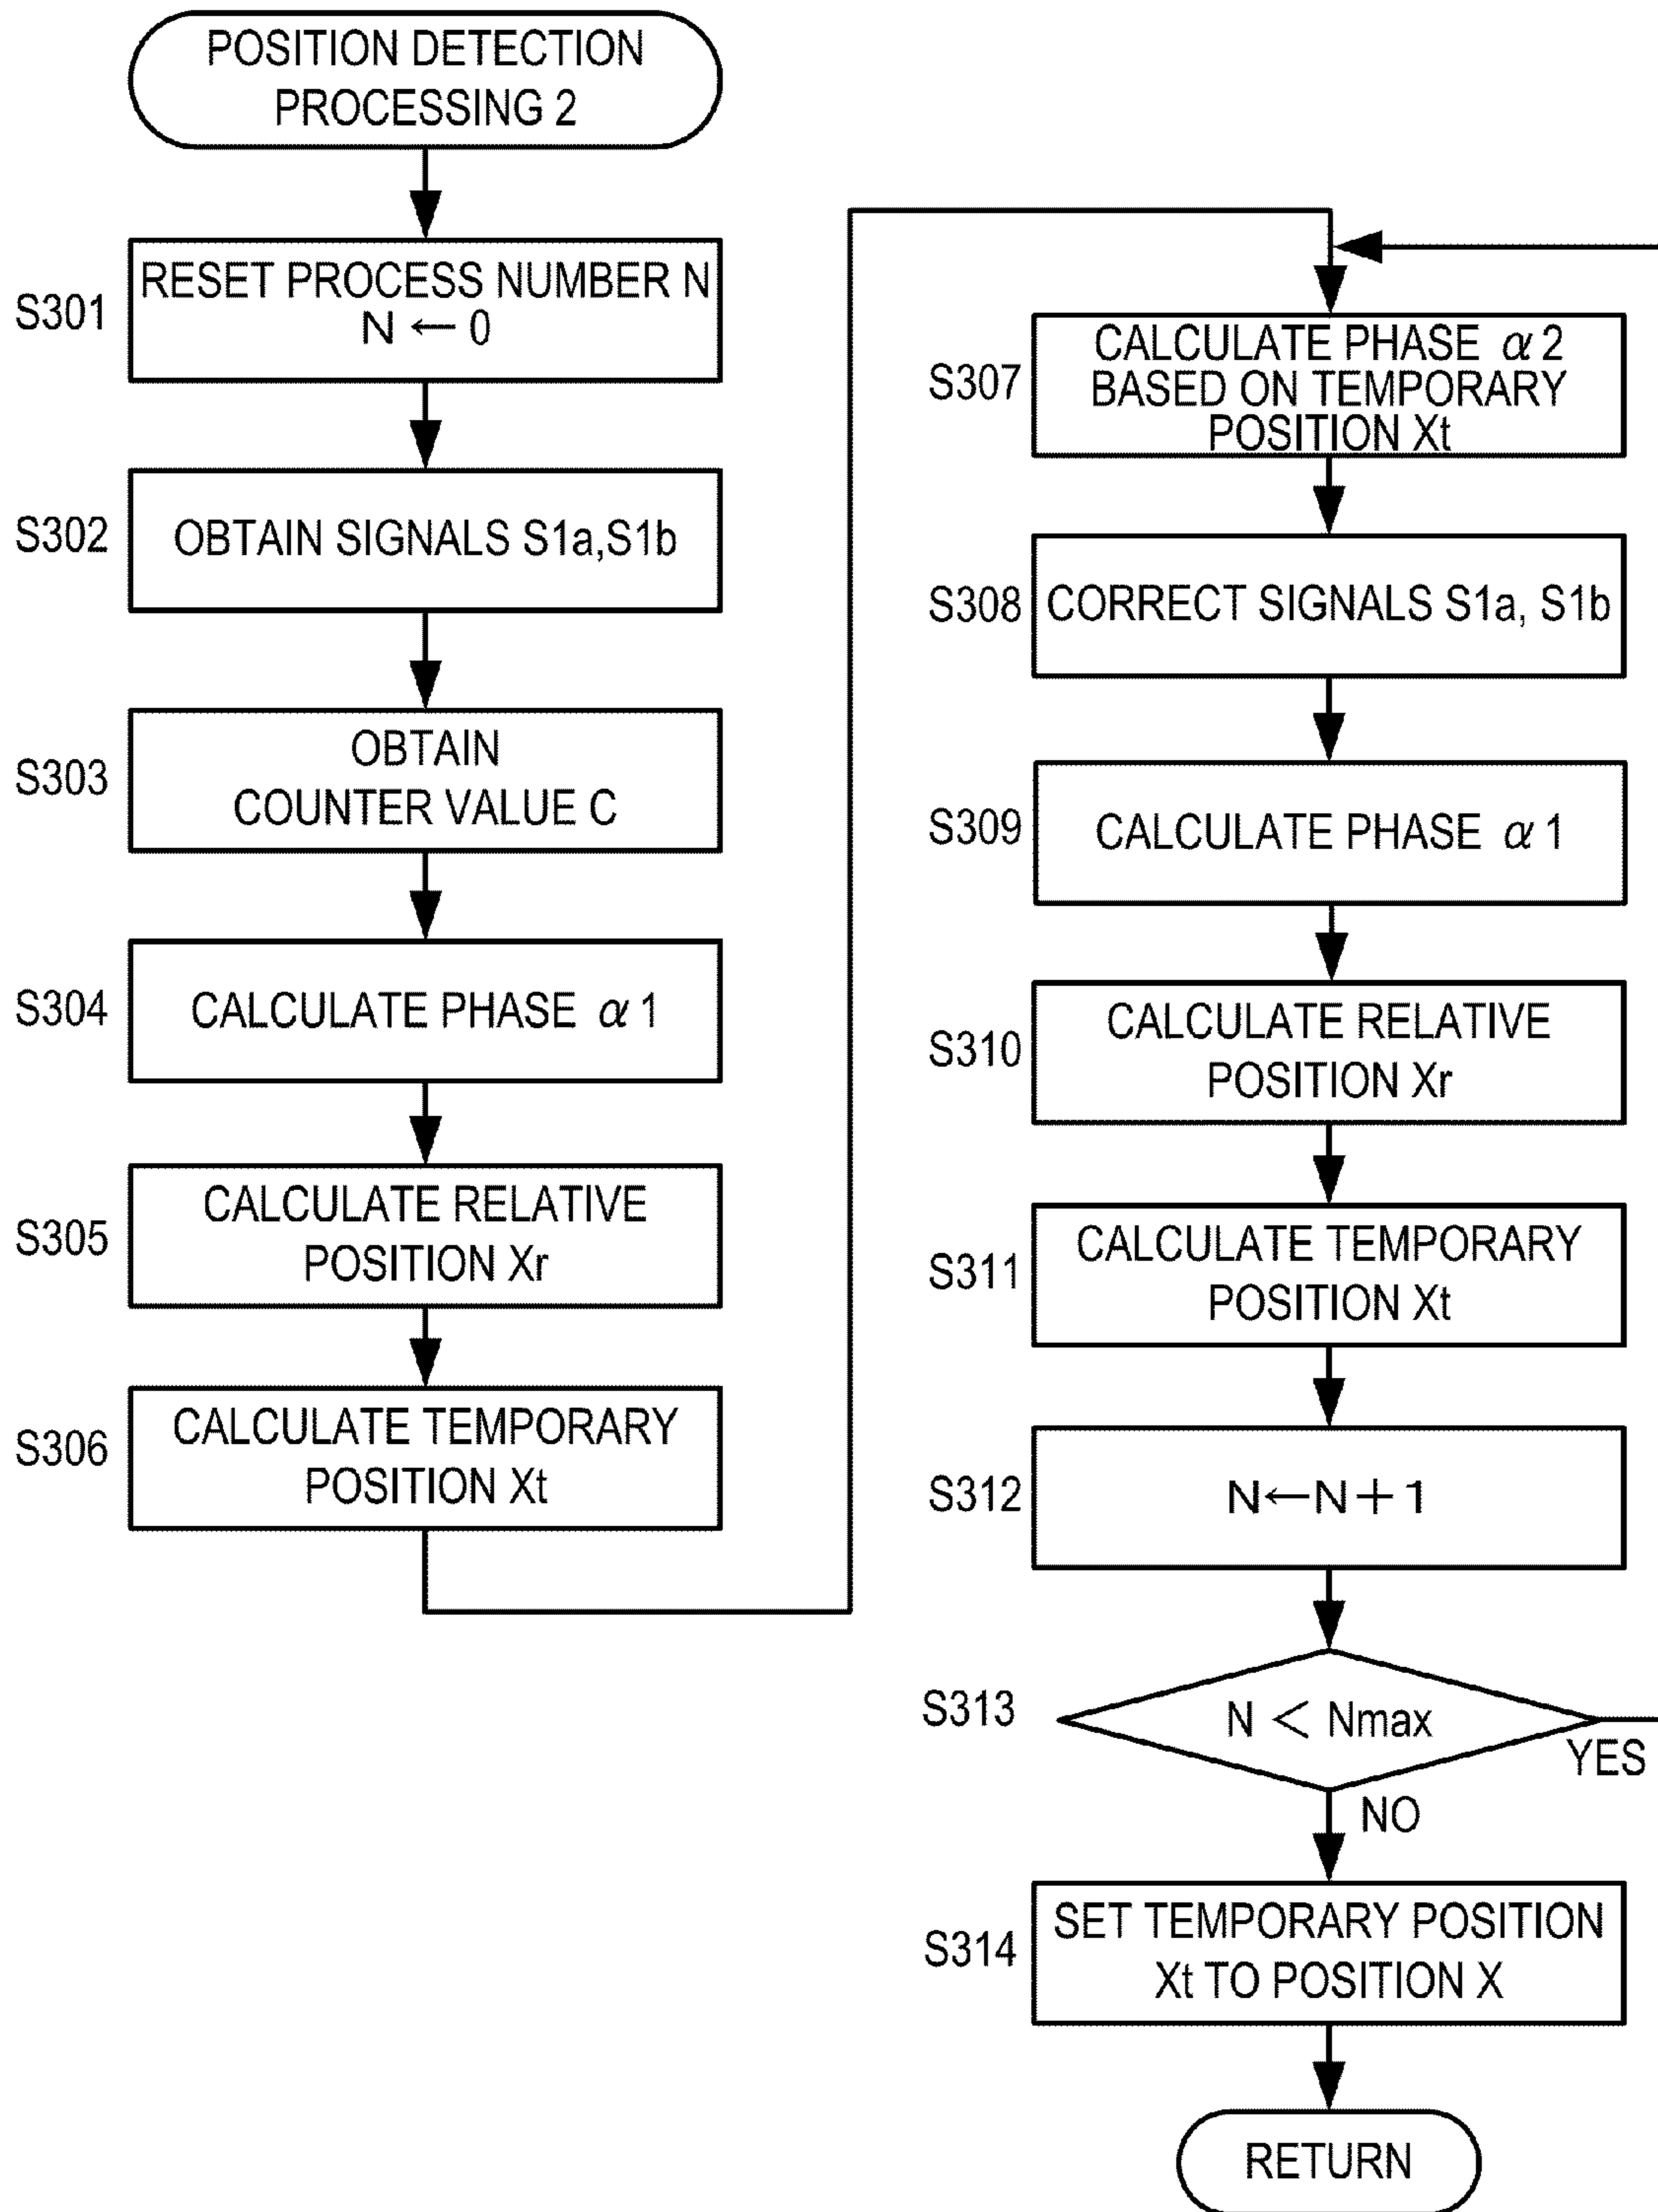 POSITION DETECTION
PROCESSING 2
S301
RESET PROCESS NUMBER N
N ← 0
S302
OBTAIN SIGNALS S1a,S1b
S303
OBTAIN
COUNTER VALUE C
S304
CALCULATE PHASE α 1
S305
CALCULATE RELATIVE
POSITION Xr
S306
CALCULATE TEMPORARY
POSITION Xt
S307
CALCULATE PHASE α 2
BASED ON TEMPORARY
POSITION Xt
S308
CORRECT SIGNALS S1a, S1b
S309
CALCULATE PHASE α 1
S310
CALCULATE RELATIVE
POSITION Xr
S311
CALCULATE TEMPORARY
POSITION Xt
S312
N←N+1
S313
N < Nmax
YES
NO
S314
SET TEMPORARY POSITION
Xt TO POSITION X
RETURN